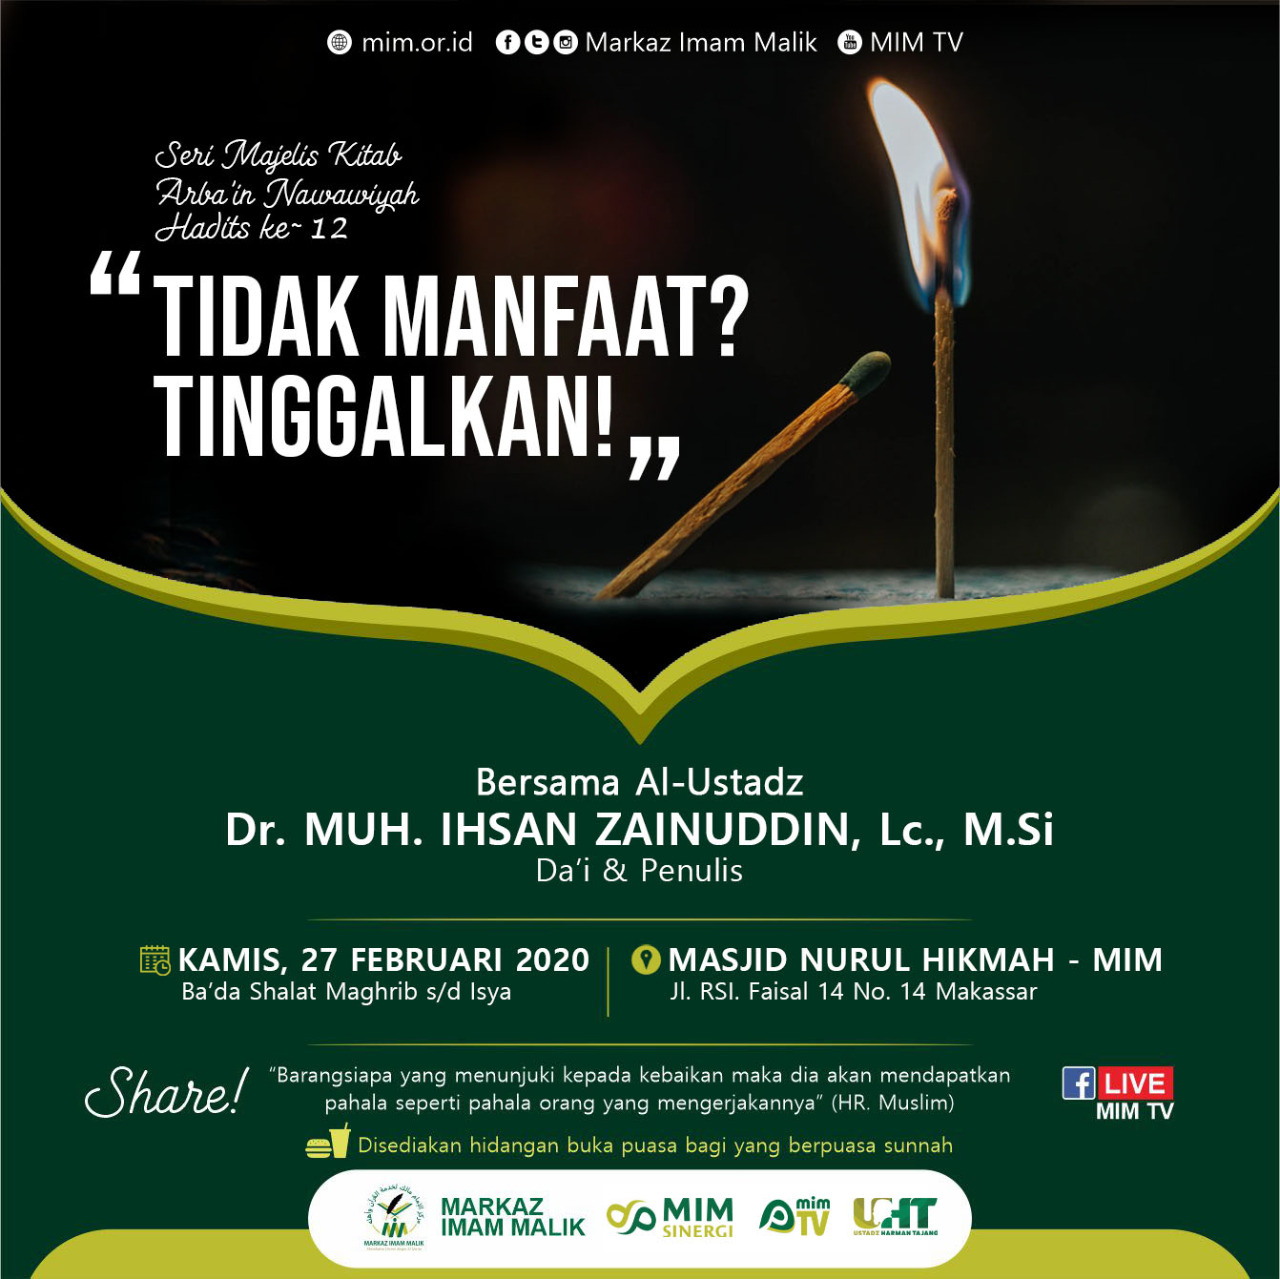 mim.or.id Markaz Imam Malik MIM TV
Seri Majelis Kitab
Arba'in Nawawiyah
Hadits ke~ 12
“TIDAK MANFAAT?
TINGGALKAN!„
Bersama Al-Ustadz
Dr. MUH. IHSAN ZAINUDDIN, Lc., M.Si
Da’i & Penulis
KAMIS, 27 FEBRUARI 2020
Ba’da Shalat Maghrib s/d Isya
MASJID NURUL HIKMAH - MIM
Jl. RSI. Faisal 14 No. 14 Makassar
Share!
“Barangsiapa yang menunjuki kepada kebaikan maka dia akan mendapatkan
pahala seperti pahala orang yang mengerjakannya” (HR. Muslim)
LIVE
MIM TV
Disediakan hidangan buka puasa bagi yang berpuasa sunnah
MARKAZ IMAM MALIK
MARKAZ
IMAM MALIK
MIM
SINERGI
mim
TV
UHT
USTADZ HARMAN TAJANG